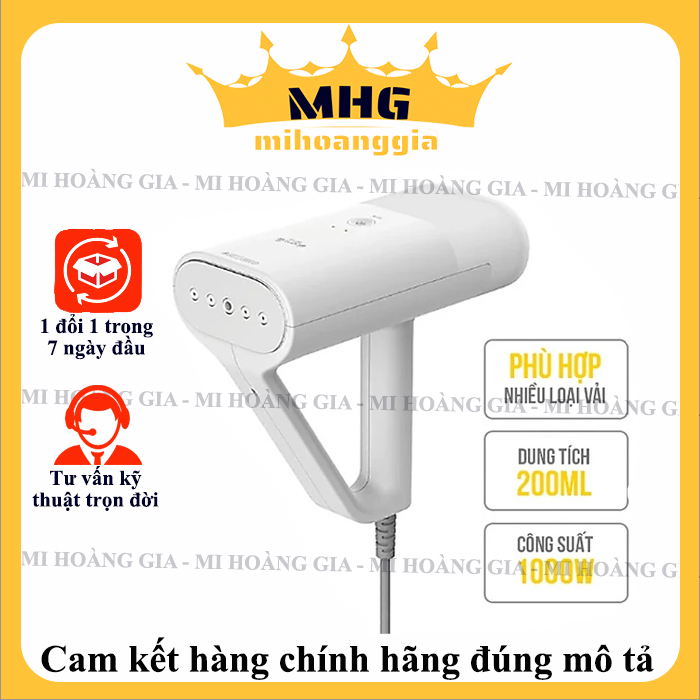 MHG
mihoanggia
MI HOÀNG GIA - MI HOÀNG GIA - MI HOÀNG GIA - MI HOÀNG G
1 đổi 1 trong
7 ngày đầu
PHÙ HỢP
NHIỀU LOẠI VẢI
MI HOÀNG GIA - MI HOÀNG GIA - MI HOÀNG GIA - MI HOÀNG G
DUNG TÍCH
200ML
Tư vấn kỹ
thuật trọn đời
CÔNG SUẤT
1000W
MI HOÀNG GIA - MI HOÀNG GIA - MI HOÀNG GIA - MI HOÀNG G
Cam kết hàng chính hãng đúng mô tả